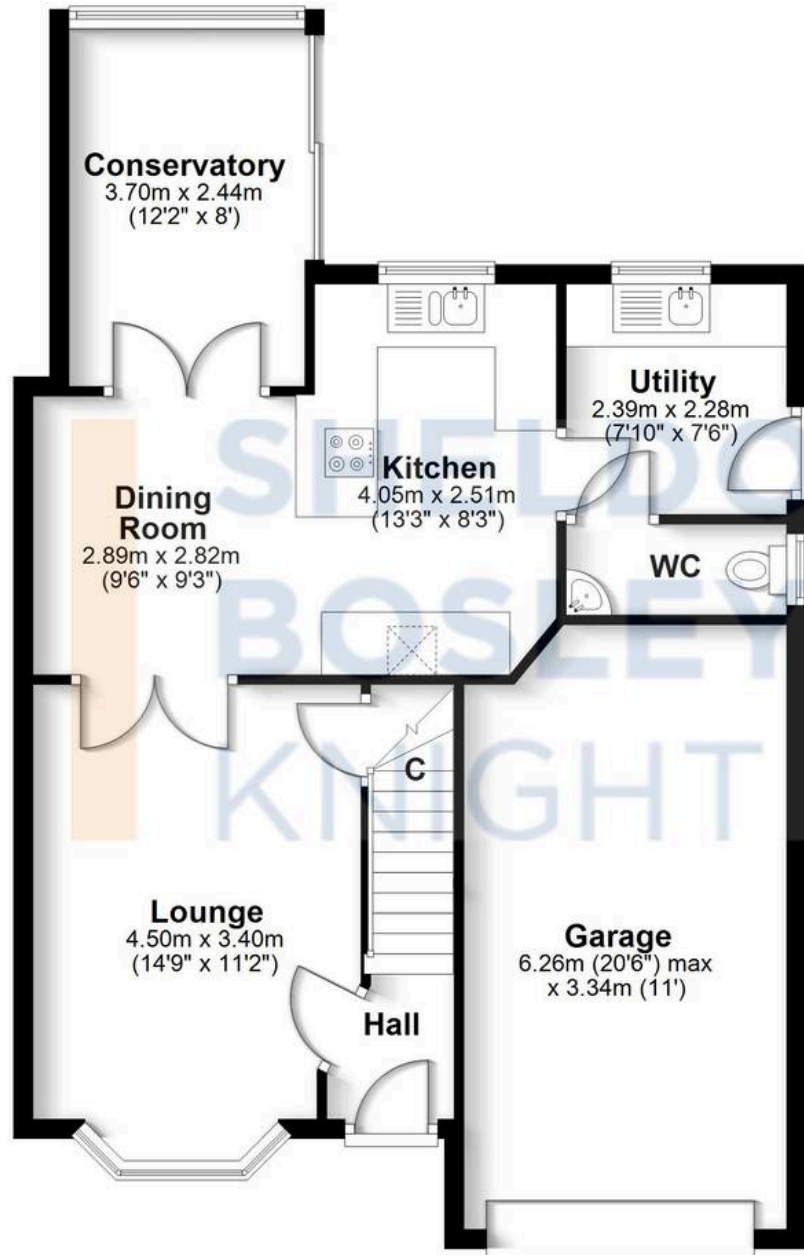 Conservatory
3.70m x 2.44m
(12'2" x 8')
Utility
2.39m x 2.28m
(7'10" x 7'6")
Kitchen
4.05m x 2.51m
(13'3" x 8'3")
Dining
Room
2.89m x 2.82m
(9'6" x 9'3")
WC
C
Lounge
4.50m x 3.40m
(14'9" x 11'2")
Garage
6.26m (20'6") max
x 3.34m (11')
Hall
SHELDO
BOSLEY
KNIGHT